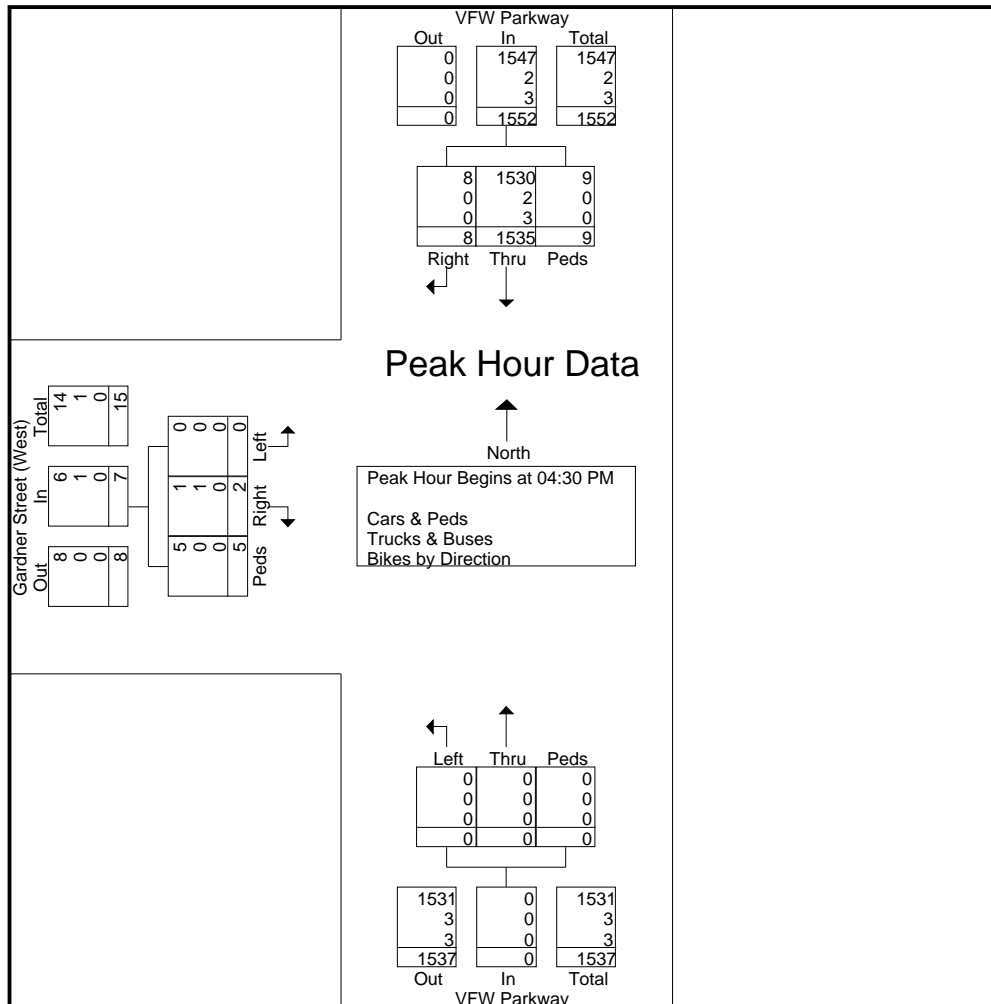 VFW Parkway
Out In Total
0 1547 1547
0 2 2
0 3 3
0 1552 1552
8 1530 9
0 2 0
0 3 0
8 1535 9
Right Thru Peds
Peak Hour Data
North
Peak Hour Begins at 04:30 PM
Cars & Peds
Trucks & Buses
Bikes by Direction
Gardner Street (West)
Out In Total
8 6 14
0 1 1
0 0 0
8 7 15
5 1 0
0 1 0
0 0 0
5 2 0
Peds Right Left
Left Thru Peds
0 0 0
0 0 0
0 0 0
0 0 0
1531 0 1531
3 0 3
3 0 3
1537 0 1537
Out In Total
VFW Parkway